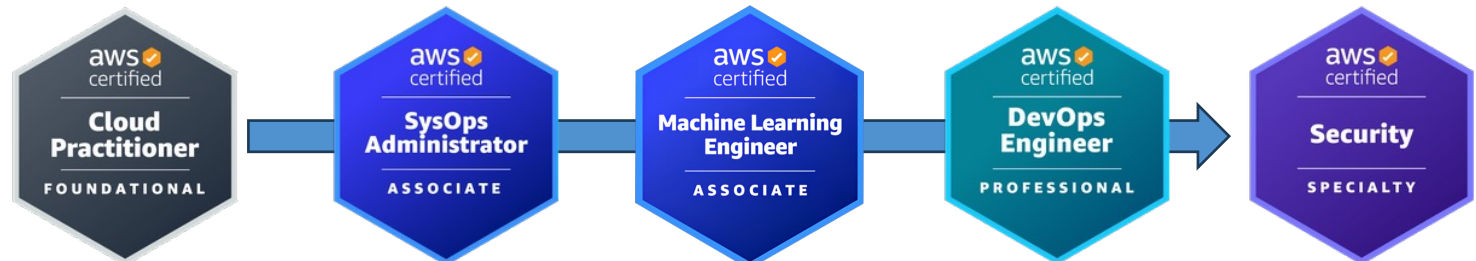 aws
certified
Cloud
Practitioner
FOUNDATIONAL
aws
certified
SysOps
Administrator
ASSOCIATE
aws
certified
Machine Learning
Engineer
ASSOCIATE
aws
certified
DevOps
Engineer
PROFESSIONAL
aws
certified
Security
SPECIALTY